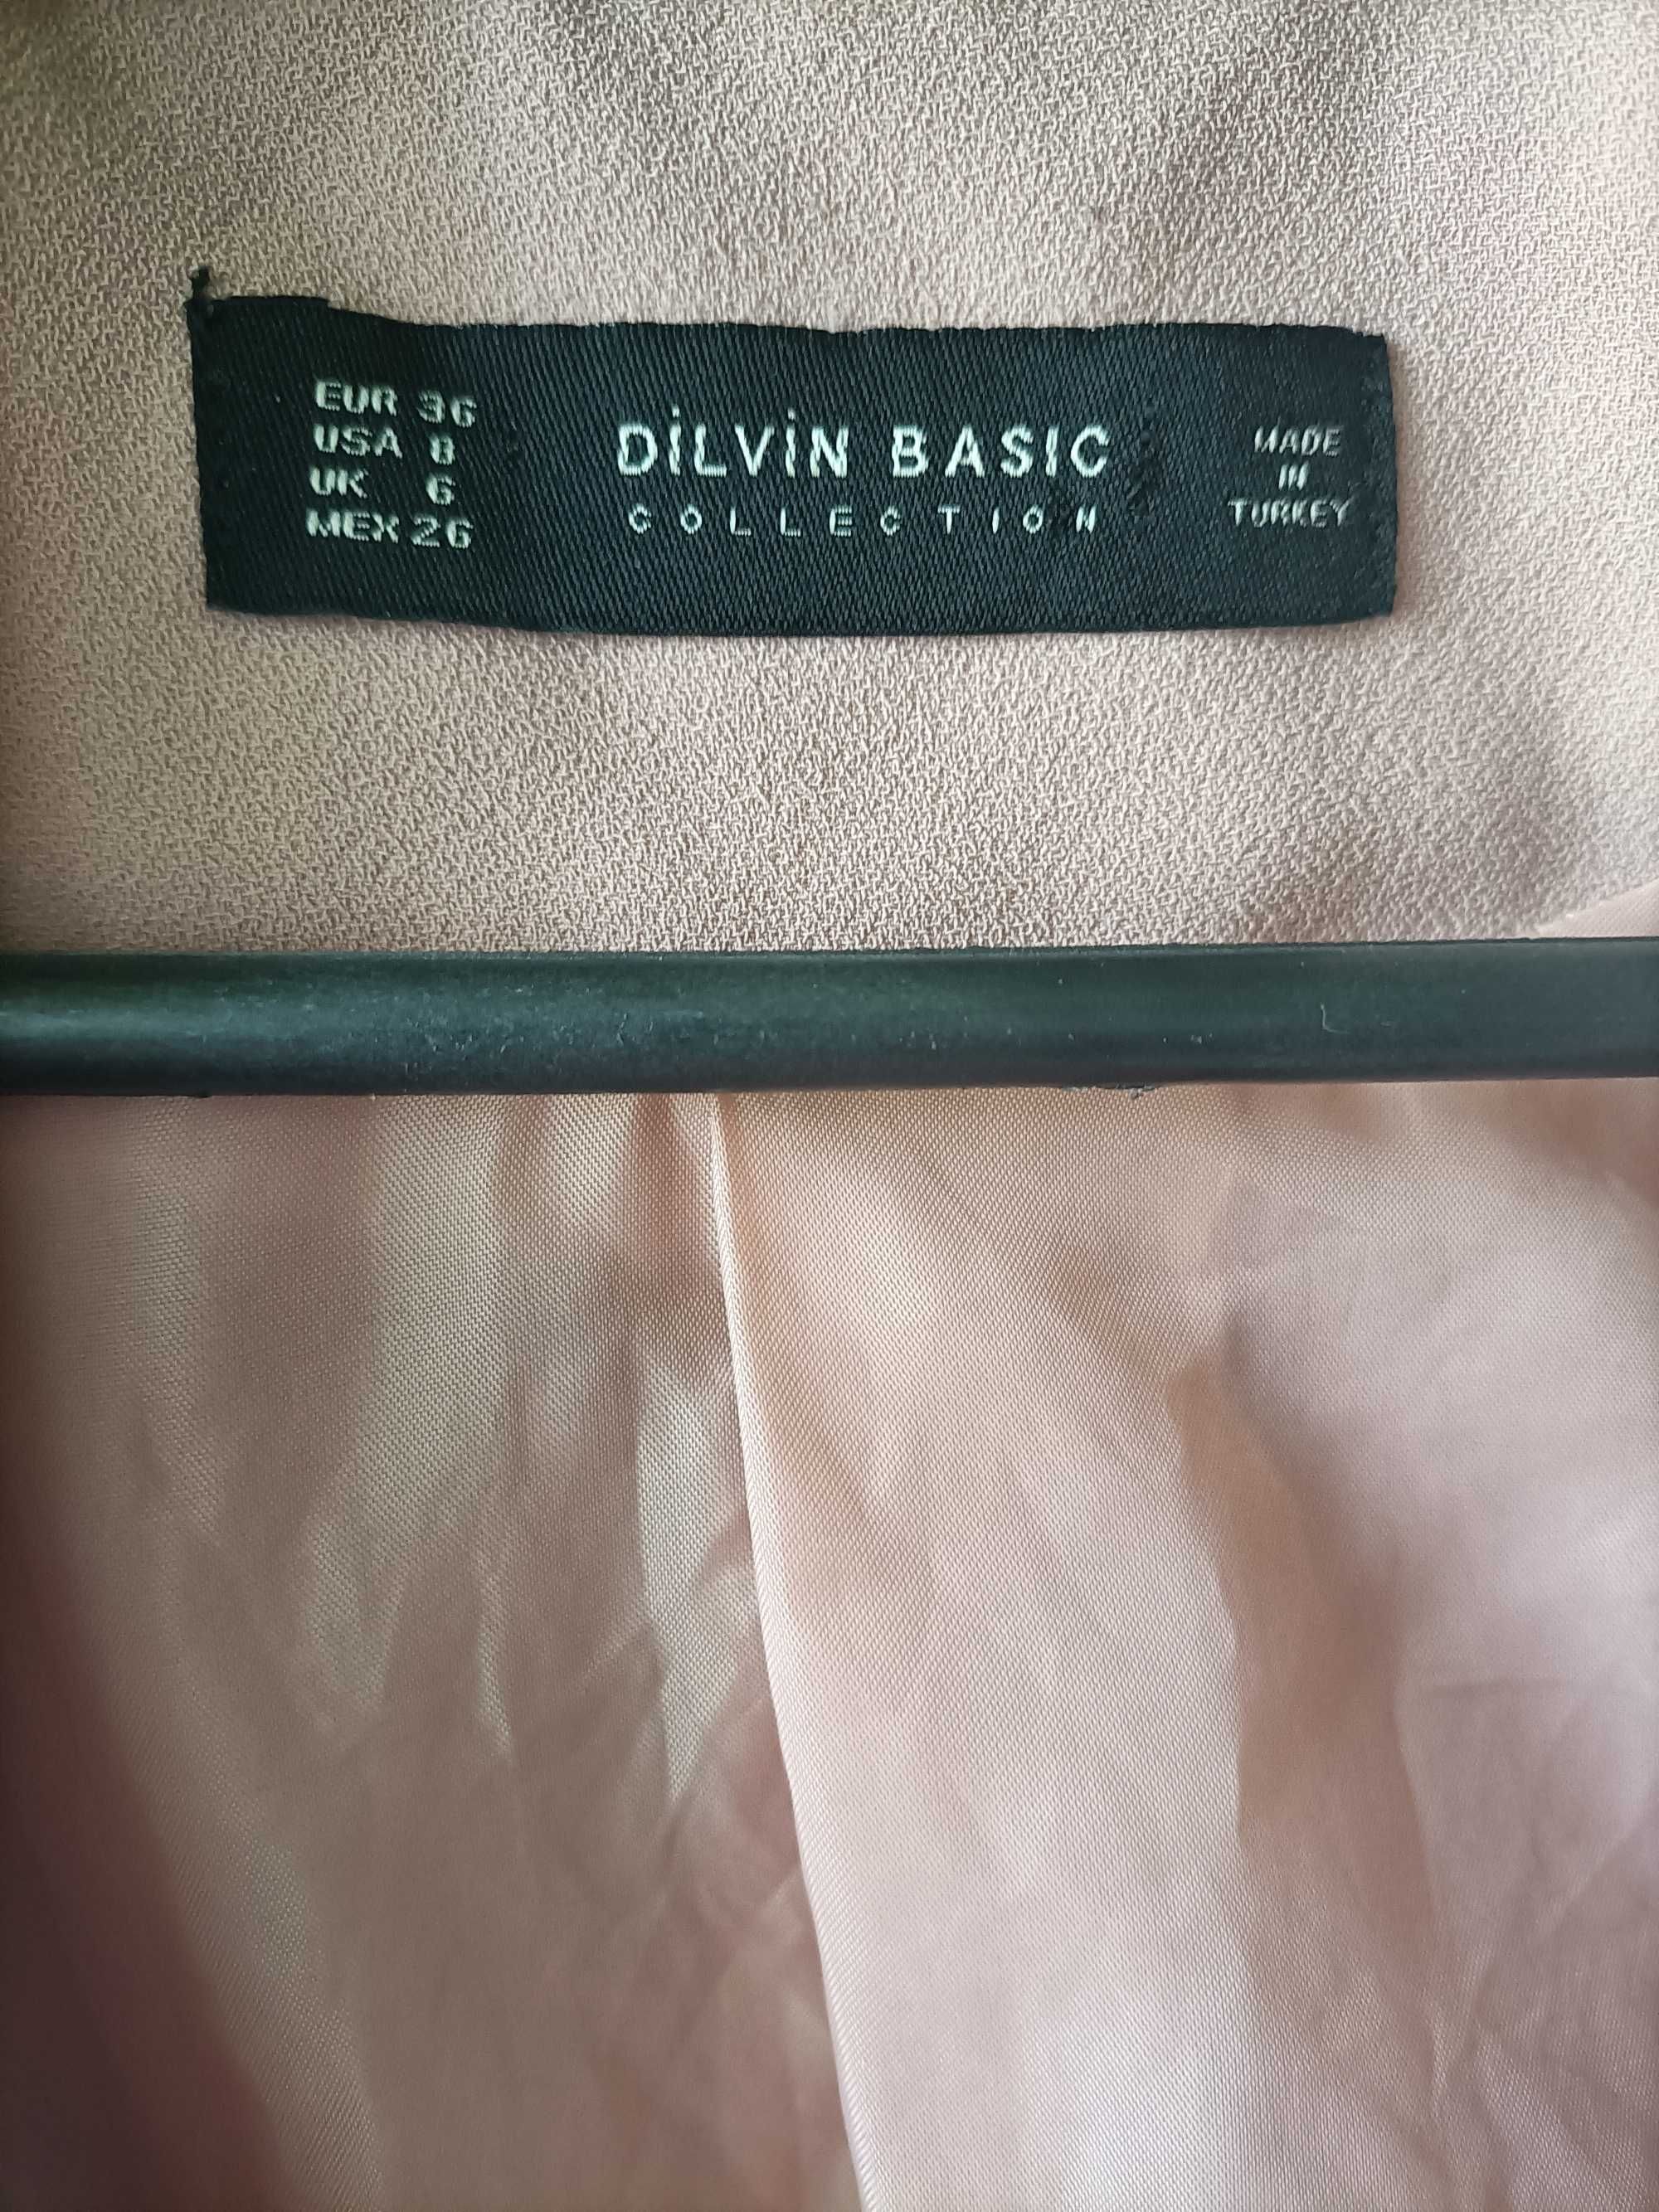 EUR 36
USA 8
UK 6
MEX 26
DİLVİN BASIC
COLLECTION
MADE
IN
TURKEY